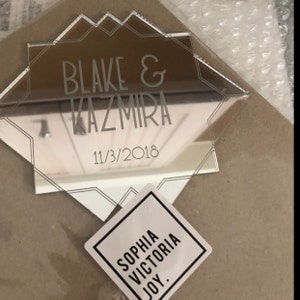 BLAKE &
KAZMIRA
11/3/2018
SOPHIA
VICTORIA
JOY.